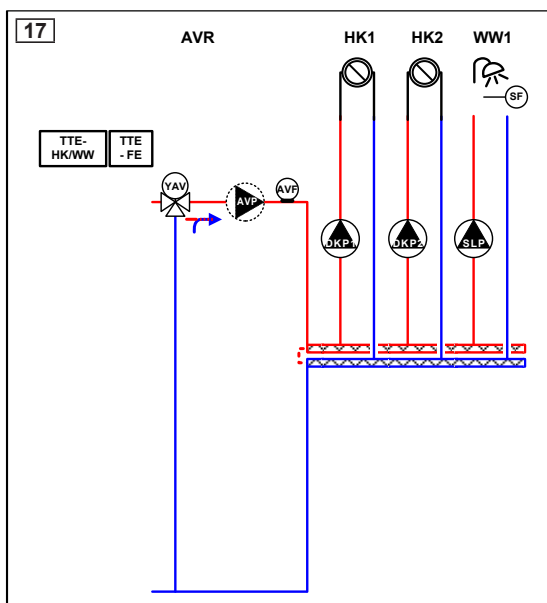 17
AVR
HK1
HK2
WW1
SF
TTE-
HK/WW
TTE
- FE
YAV
AVP
AVF
DKP1
DKP2
SLP